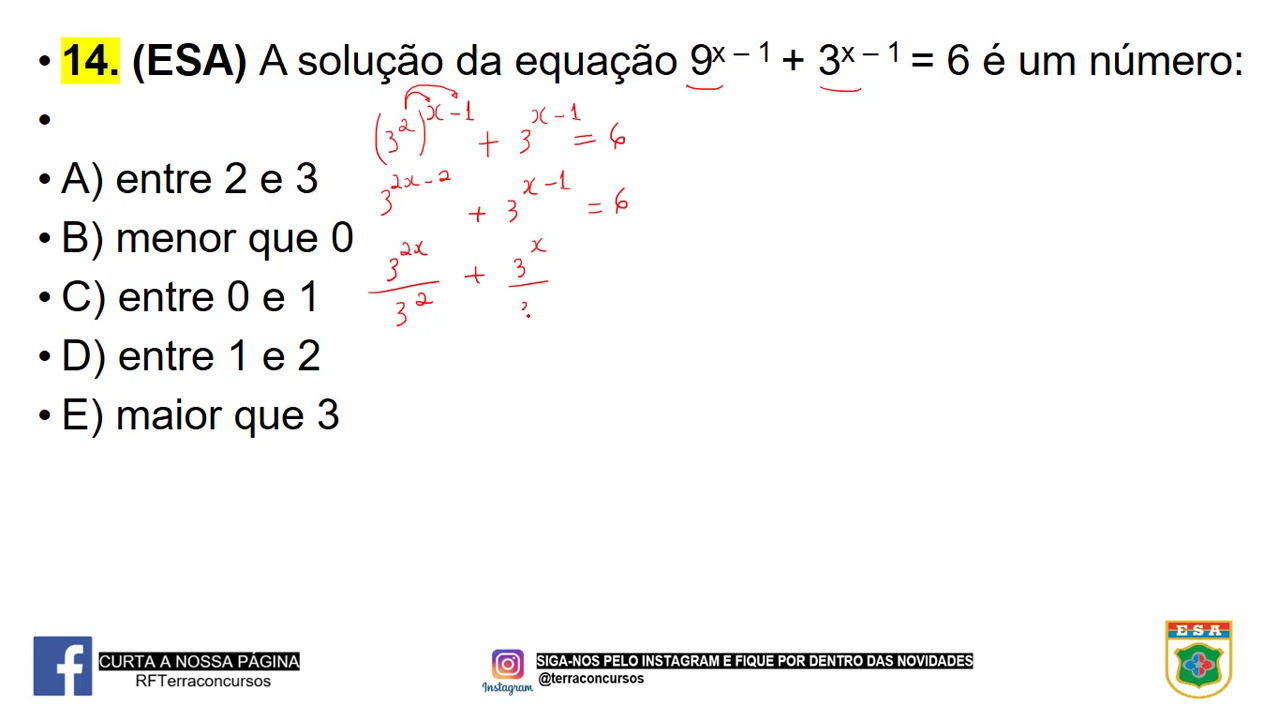 • 14. (ESA) A solução da equação 9ˣ ⁻ ¹ + 3ˣ ⁻ ¹ = 6 é um número:
•
(3²)ˣ⁻¹ + 3ˣ⁻¹ = 6
• A) entre 2 e 3
3²ˣ⁻² + 3ˣ⁻¹ = 6
• B) menor que 0
3²ˣ/3² + 3ˣ/
• C) entre 0 e 1
• D) entre 1 e 2
• E) maior que 3
CURTA A NOSSA PÁGINA
RFTerraconcursos
Instagram
SIGA-NOS PELO INSTAGRAM E FIQUE POR DENTRO DAS NOVIDADES
@terraconcursos
ESA